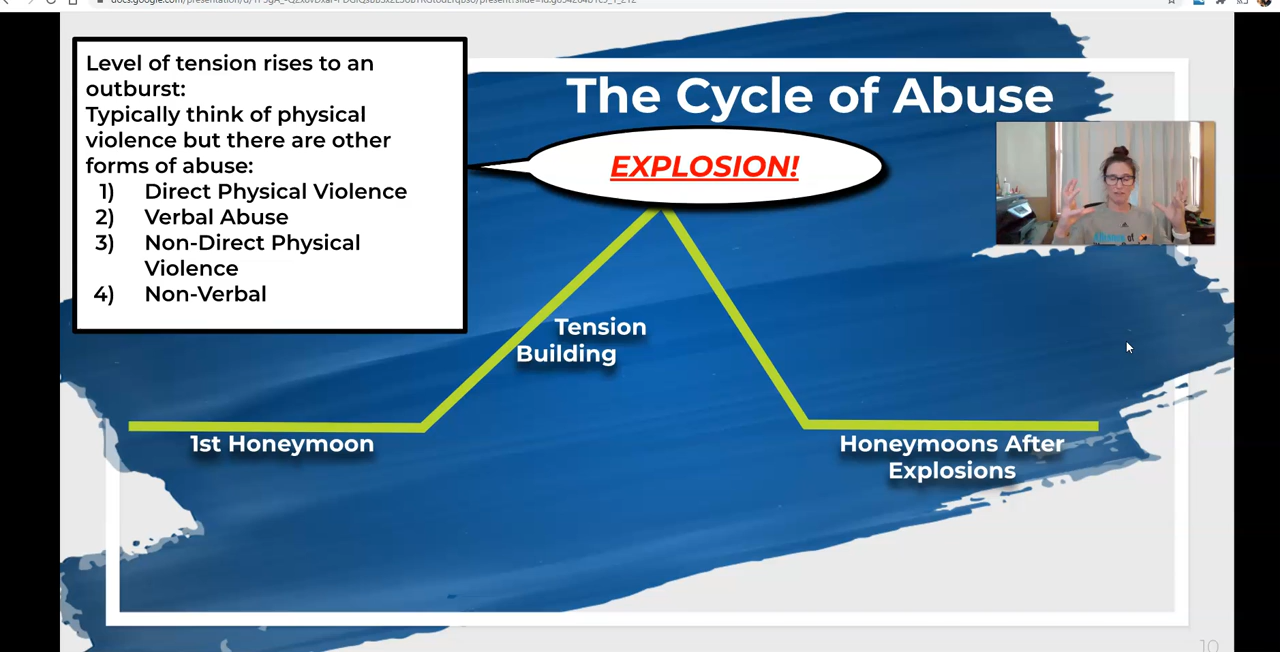 Level of tension rises to an
outburst:
Typically think of physical
violence but there are other
forms of abuse:
1) Direct Physical Violence
2) Verbal Abuse
3) Non-Direct Physical
Violence
4) Non-Verbal
The Cycle of Abuse
EXPLOSION!
Tension
Building
1st Honeymoon
Honeymoons After
Explosions
10